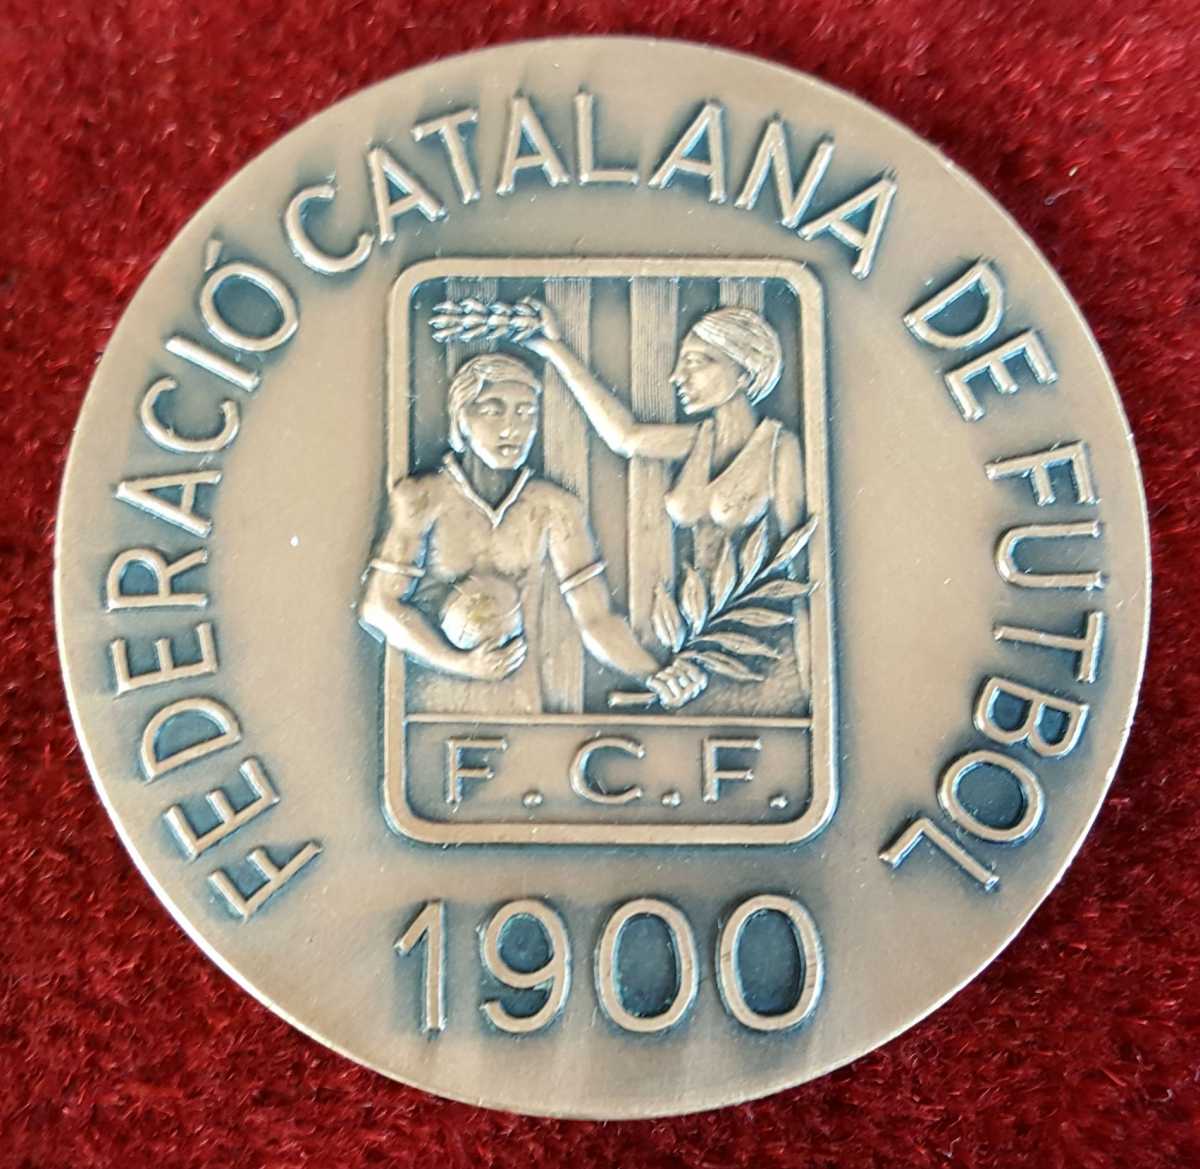 FEDERACIÓ CATALANA DE FUTBOL
F.C.F.
1900